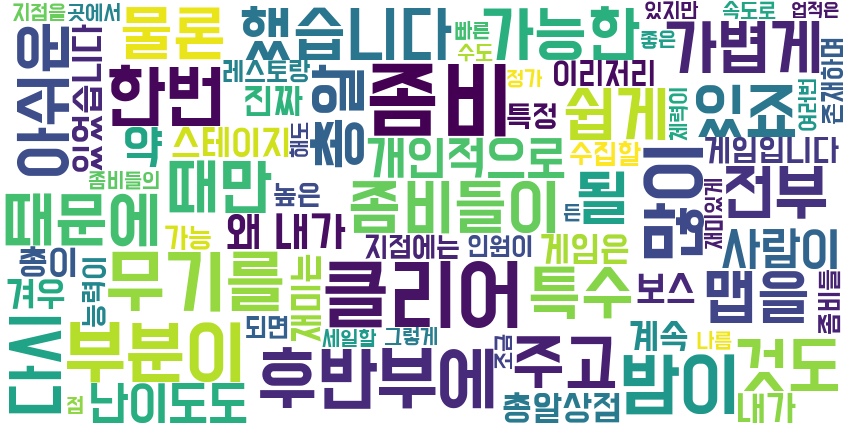 지점을
곳에서
물론
했습니다
빠른
수도
가능한
있지만
좋은
속도로
업적은
가볍게
아쉬운
있었습니다
한번
레스토랑
진짜
총알
좀비
정가
특정
이리저리
쉽게
체력이
있죠
여러번
존재하며
약
스테이지
해도
개인적으로
수집할
많이
게임입니다
좀비들의
때만
높은
좀비들이
든
될
전부
재미있게
때문에
가능
왜 내가
지점에는
인원이
게임은
사람이
총이
겨우
능력이
무기를
재미는
클리어
특수
보스
맵을
좀비들
다시
부분이
되면
세일할
그렇게
조금
계속
나름
점
난이도도
후반부에
주고
총알상점
밤이
것도
내가